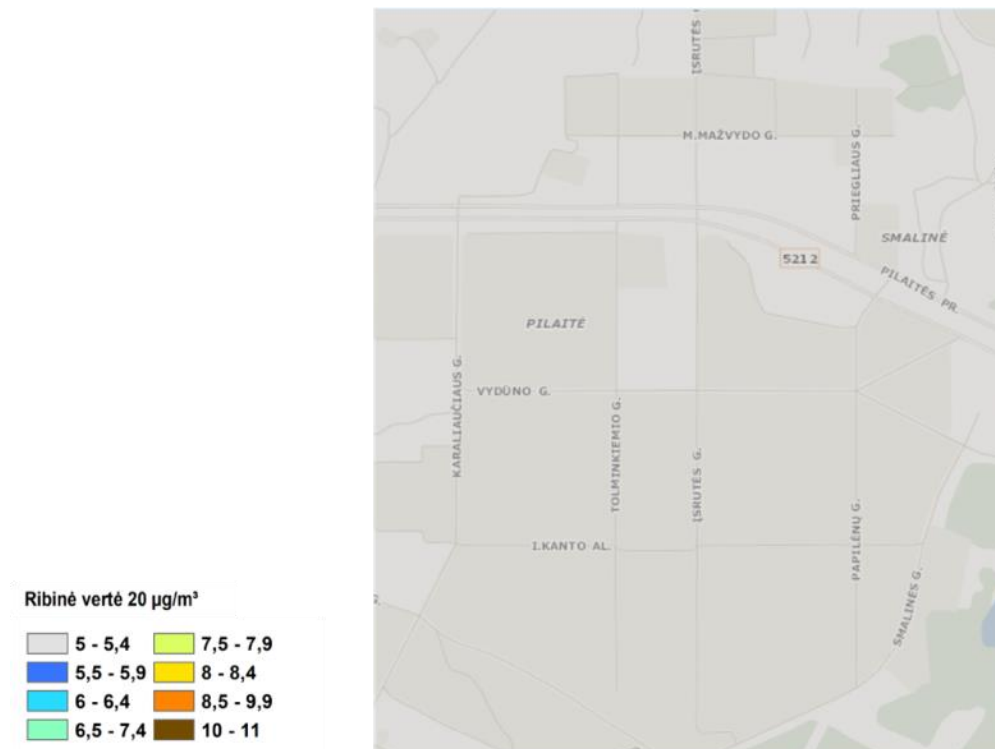 ĮSRUTĖS G.
M.MAŽVYDO G.
PRIEGLIAUS G.
SMALINĖ
5212
PILAITĖS PR.
PILAITĖ
KARALIAUČIAUS G.
VYDŪNO G.
TOLMINKIEMIO G.
ĮSRUTĖS G.
PAPILĖNŲ G.
I.KANTO AL.
SMALINĖS G.
G.
Ribinė vertė 20 µg/m³
5 - 5,4
7,5 - 7,9
5,5 - 5,9
8 - 8,4
6 - 6,4
8,5 - 9,9
6,5 - 7,4
10 - 11